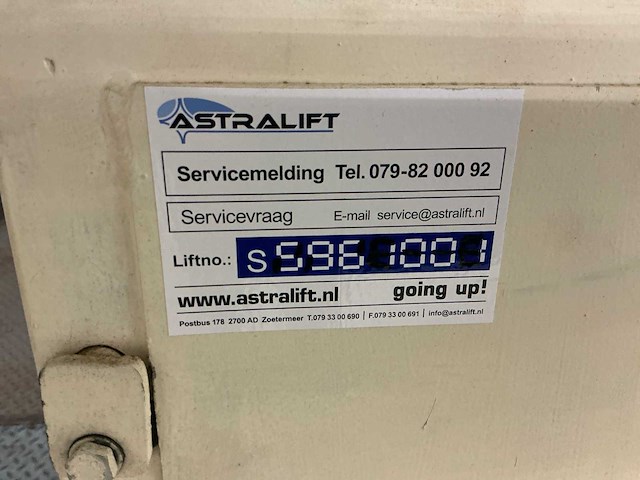 ASTRALIFT
Servicemelding Tel. 079-82 000 92
Servicevraag E-mail service@astralift.nl
Liftno.: S 5961001
www.astralift.nl going up!
Postbus 178 2700 AD Zoetermeer T.079 33 00 690 | F.079 33 00 691 | info@astralift.nl